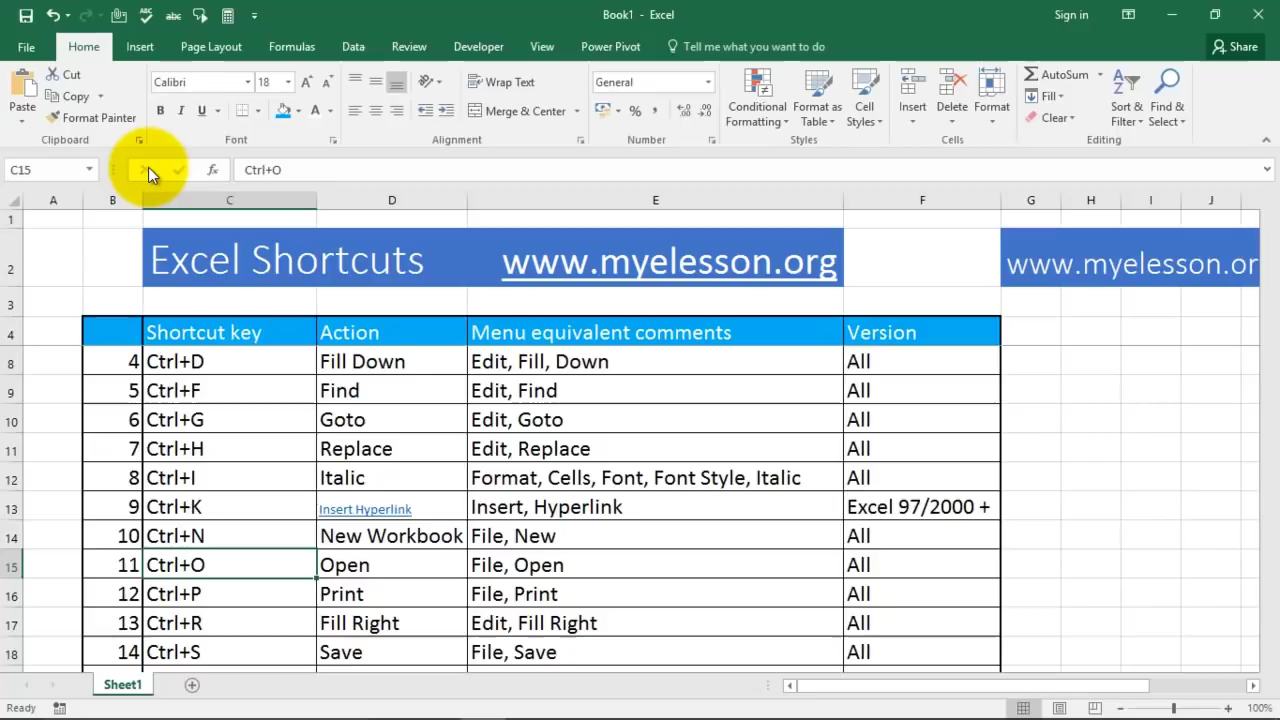 Book1 - Excel
Sign in
File Home Insert Page Layout Formulas Data Review Developer View Power Pivot Tell me what you want to do Share
Paste Cut Copy Format Painter
Calibri 18 A A B I U A
Wrap Text
Merge & Center
General
% ,
Conditional Formatting
Format as Table
Cell Styles
Insert Delete Format
AutoSum
Fill
Clear
Sort & Filter
Find & Select
Clipboard Font Alignment Number Styles Cells Editing
C15 fx Ctrl+O
A B C D E F G H I J
1
2 Excel Shortcuts www.myelesson.org www.myelesson.or
3
4 Shortcut key Action Menu equivalent comments Version
8 4 Ctrl+D Fill Down Edit, Fill, Down All
9 5 Ctrl+F Find Edit, Find All
10 6 Ctrl+G Goto Edit, Goto All
11 7 Ctrl+H Replace Edit, Replace All
12 8 Ctrl+I Italic Format, Cells, Font, Font Style, Italic All
13 9 Ctrl+K Insert Hyperlink Insert, Hyperlink Excel 97/2000 +
14 10 Ctrl+N New Workbook File, New All
15 11 Ctrl+O Open File, Open All
16 12 Ctrl+P Print File, Print All
17 13 Ctrl+R Fill Right Edit, Fill Right All
18 14 Ctrl+S Save File, Save All
Sheet1
Ready 100%